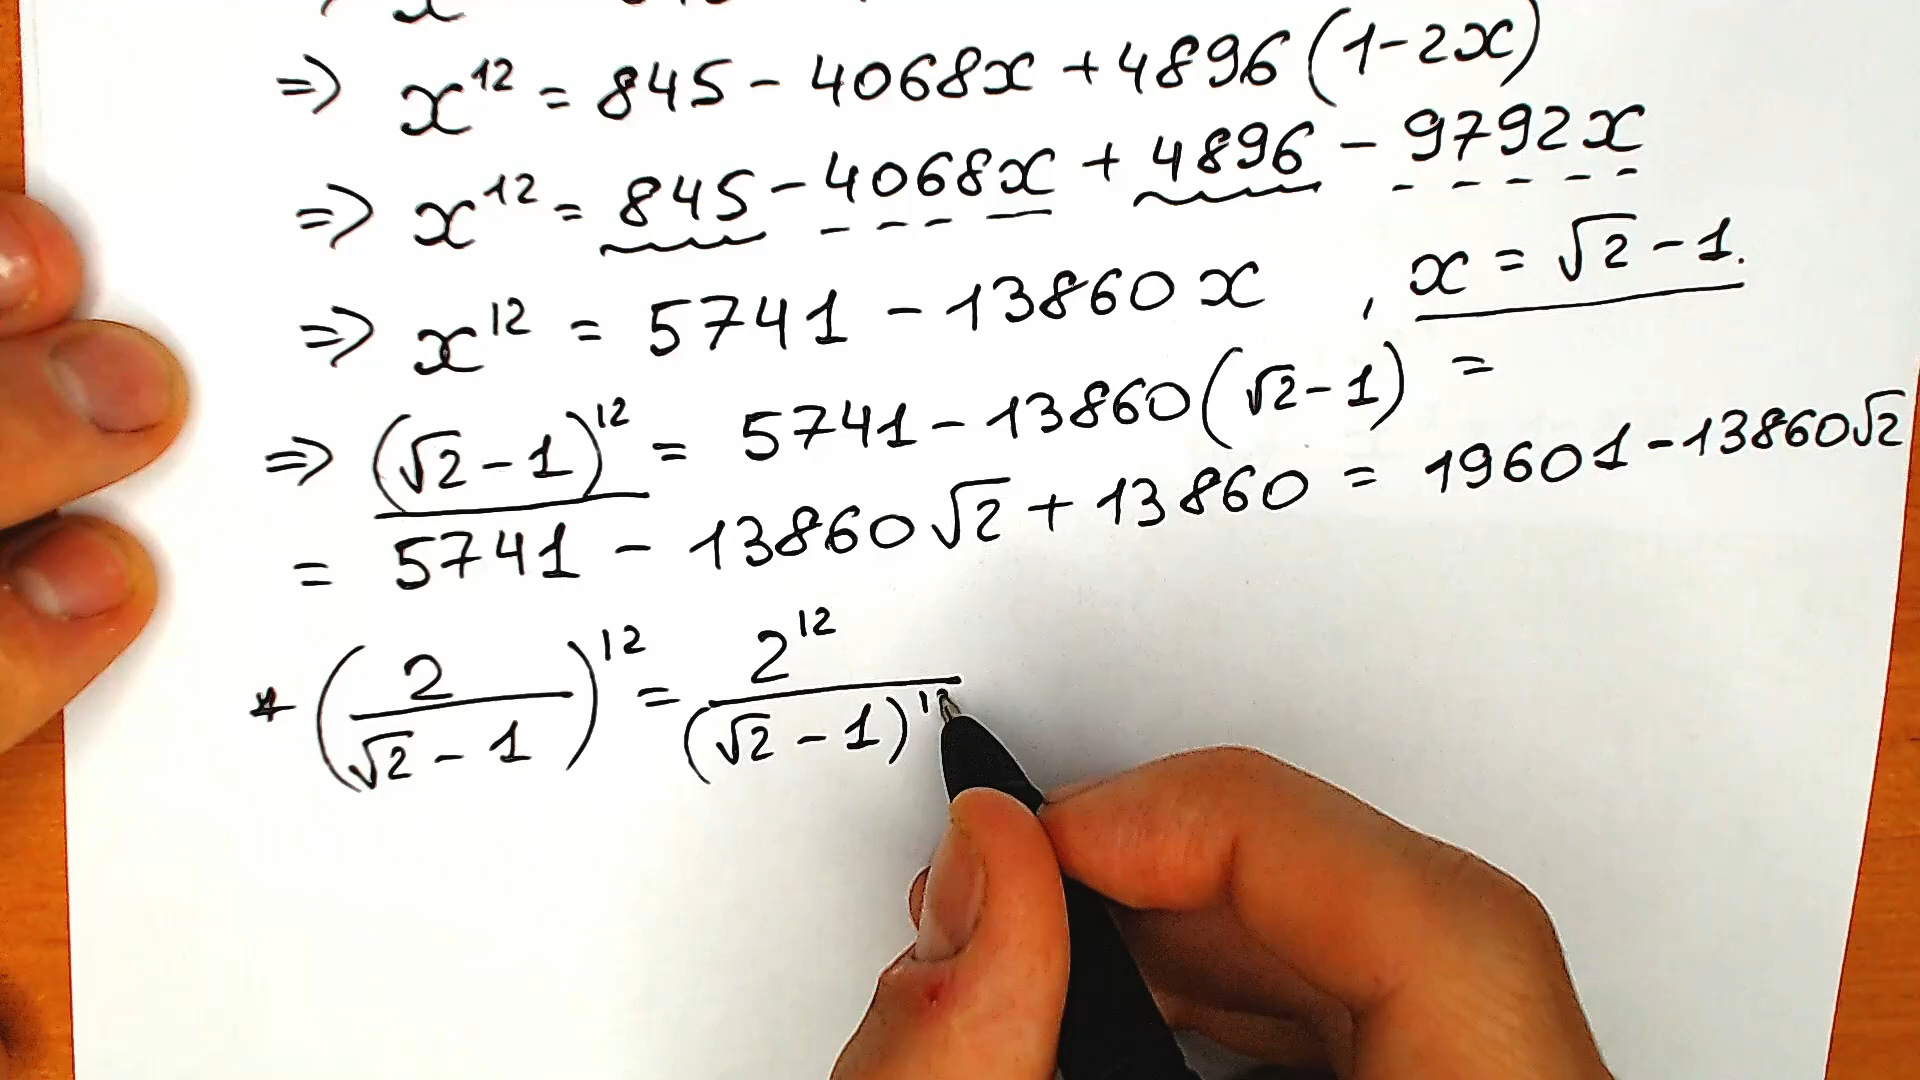 => x¹² = 845 - 4068x + 4896(1-2x)
=> x¹² = 845 - 4068x + 4896 - 9792x
=> x¹² = 5741 - 13860x , x = √2 - 1.
=> (√2 - 1)¹² = 5741 - 13860(√2 - 1) =
= 5741 - 13860√2 + 13860 = 19601 - 13860√2
* (2/(√2 - 1))¹² = 2¹²/(√2 - 1)¹²